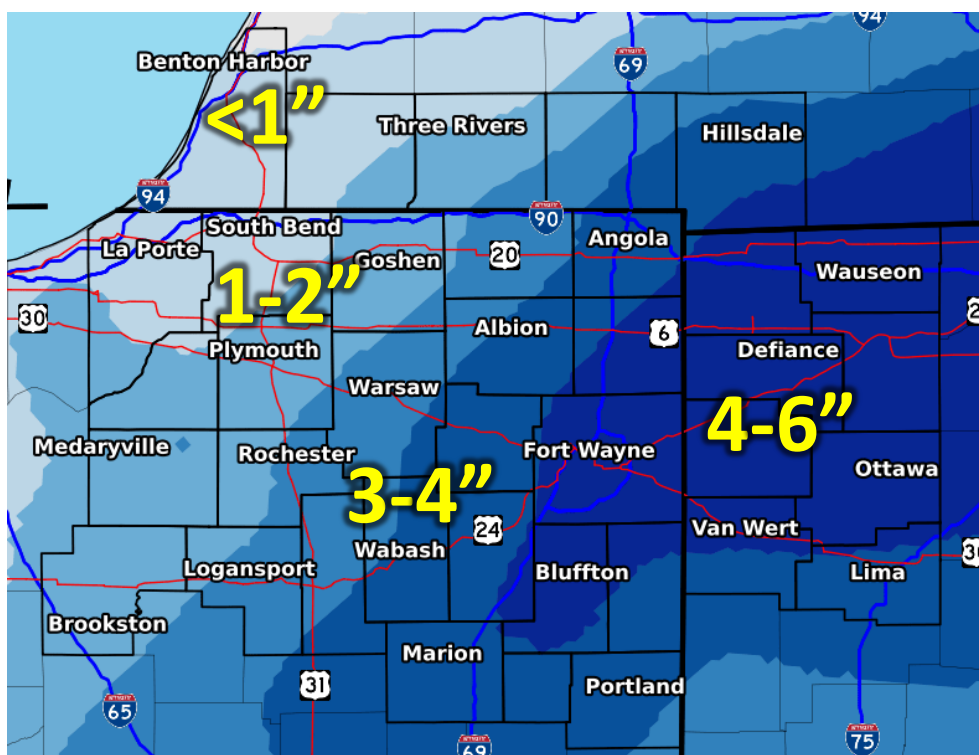 94
Benton Harbor
69
<1”
Three Rivers
Hillsdale
94
90
South Bend
La Porte
Angola
Goshen
20
Wauseon
1-2”
30
Albion
6
Plymouth
Defiance
Warsaw
4-6”
Medaryville
Rochester
Fort Wayne
Ottawa
3-4”
24
Van Wert
Wabash
30
Logansport
Bluffton
Lima
Brookston
Marion
31
Portland
65
69
75